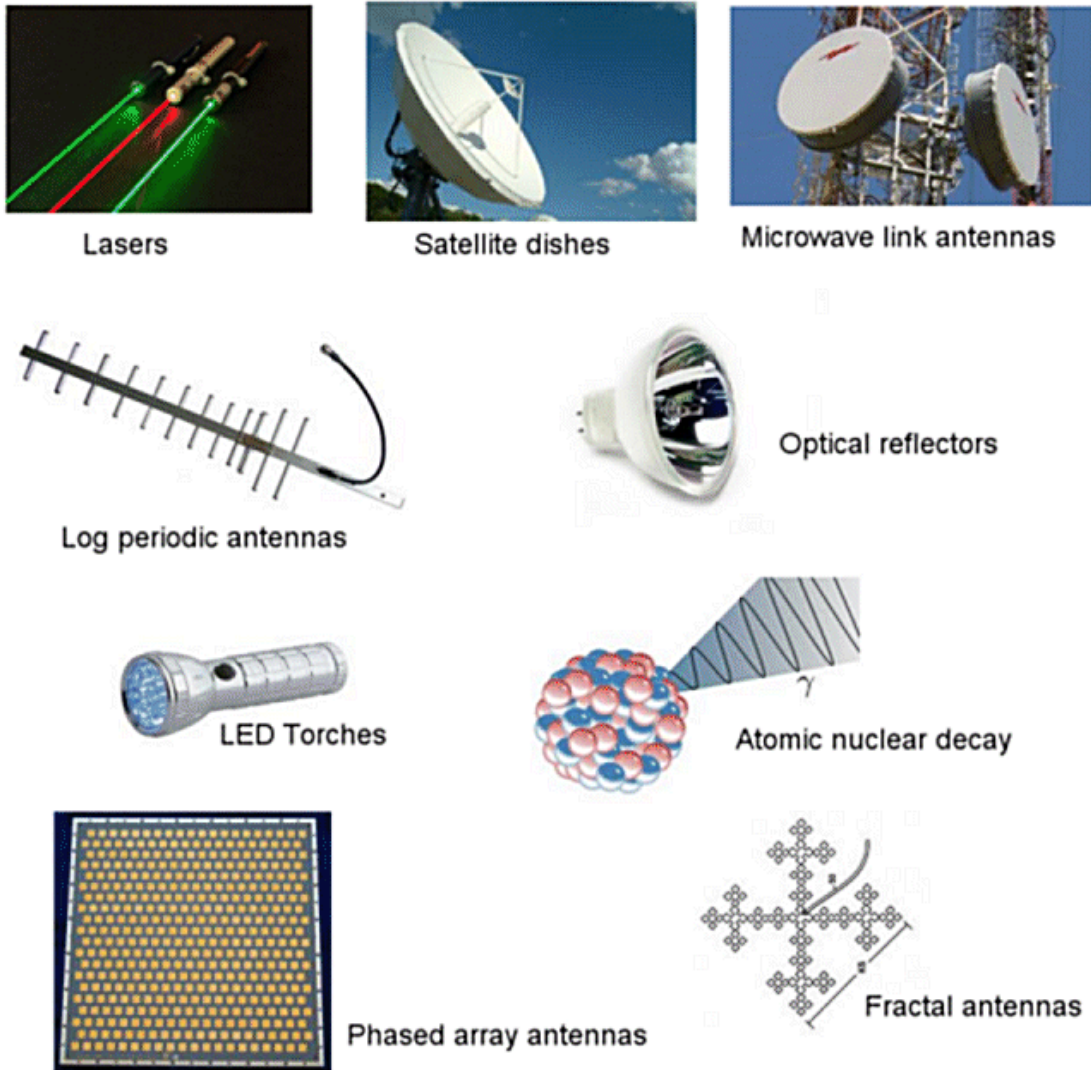 Lasers
Satellite dishes
Microwave link antennas
Optical reflectors
Log periodic antennas
LED Torches
γ
Atomic nuclear decay
Phased array antennas
Fractal antennas